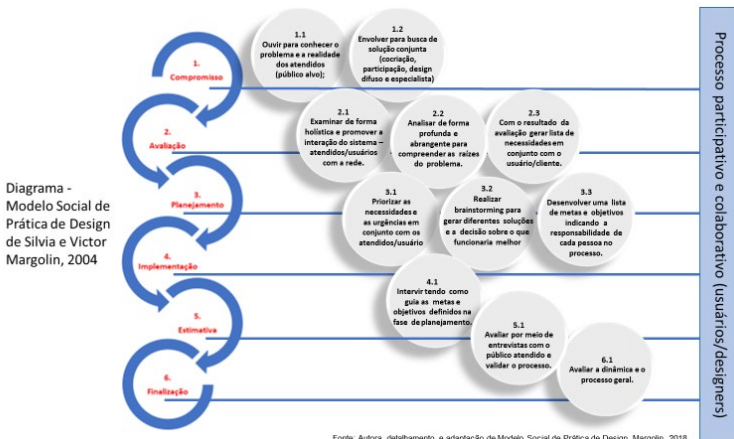 Diagrama -
Modelo Social de
Prática de Design
de Silvia e Victor
Margolin, 2004
1.
Compromisso
1.1
Ouvir para conhecer o
problema e a realidade
dos atendidos
(público alvo);
1.2
Envolver para busca de
solução conjunta
(cocriação,
participação, design
difuso e especialista)
2.
Avaliação
2.1
Examinar de forma
holística e promover a
interação do sistema –
atendidos/usuários
com a rede.
2.2
Analisar de forma
profunda e
abrangente para
compreender as raízes
do problema.
2.3
Com o resultado da
avaliação gerar lista de
necessidades em
conjunto com o
usuário/cliente.
3.
Planejamento
3.1
Priorizar as
necessidades e
as urgências em
conjunto com os
atendidos/usuário
3.2
Realizar
brainstorming para
gerar diferentes soluções
e a decisão sobre o que
funcionaria melhor
3.3
Desenvolver uma lista
de metas e objetivos
indicando a
responsabilidade de
cada pessoa no
processo.
4.
Implementação
4.1
Intervir tendo como
guia as metas e
objetivos definidos na
fase de planejamento.
5.
Estimativa
5.1
Avaliar por meio de
entrevistas com o
público atendido e
validar o processo.
6.
Finalização
6.1
Avaliar a dinâmica e o
processo geral.
Processo participativo e colaborativo (usuários/designers)
Fonte: Autora, detalhamento e adaptação de Modelo Social de Prática de Design, Margolin, 2018